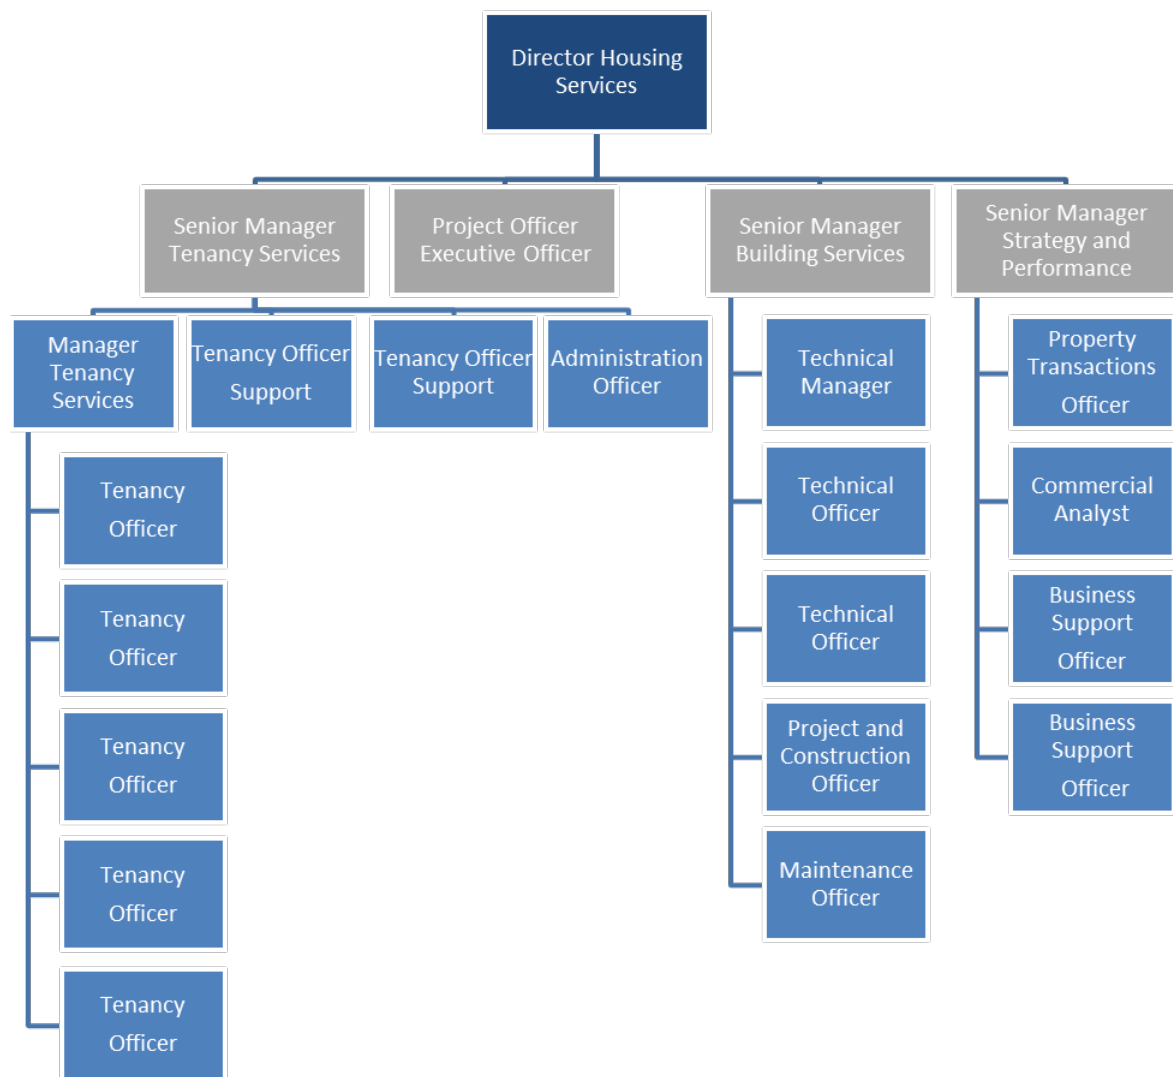 Director Housing
Services
Senior Manager
Tenancy Services
Project Officer
Executive Officer
Senior Manager
Building Services
Senior Manager
Strategy and
Performance
Manager
Tenancy
Services
Tenancy Officer
Support
Tenancy Officer
Support
Administration
Officer
Tenancy
Officer
Tenancy
Officer
Tenancy
Officer
Tenancy
Officer
Tenancy
Officer
Technical
Manager
Technical
Officer
Technical
Officer
Project and
Construction
Officer
Maintenance
Officer
Property
Transactions
Officer
Commercial
Analyst
Business
Support
Officer
Business
Support
Officer